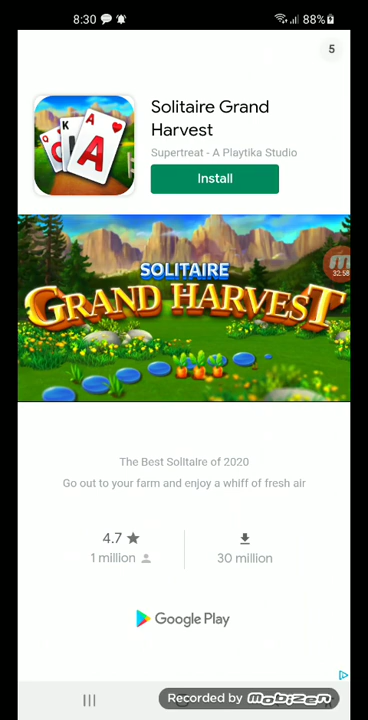 8:30 88%
5
Solitaire Grand
Harvest
Supertreat - A Playtika Studio
Install
A
K
Q
A
SOLITAIRE
GRAND HARVEST
32:58
The Best Solitaire of 2020
Go out to your farm and enjoy a whiff of fresh air
4.7
1 million
30 million
Google Play
Recorded by mobizen